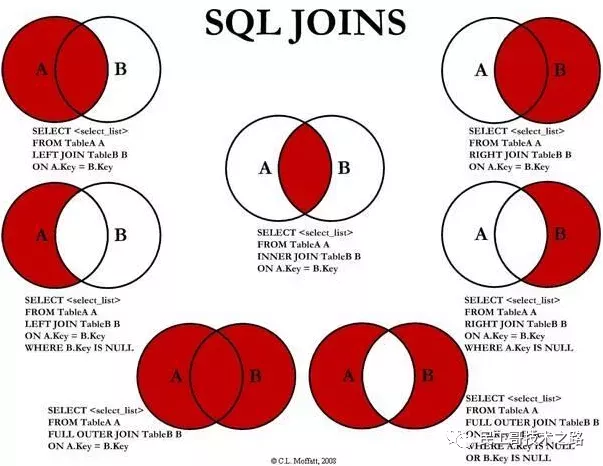 SQL JOINS
A B
SELECT <select_list>
FROM TableA A
LEFT JOIN TableB B
ON A.Key = B.Key
A B
SELECT <select_list>
FROM TableA A
RIGHT JOIN TableB B
ON A.Key = B.Key
A B
SELECT <select_list>
FROM TableA A
INNER JOIN TableB B
ON A.Key = B.Key
A B
SELECT <select_list>
FROM TableA A
LEFT JOIN TableB B
ON A.Key = B.Key
WHERE B.Key IS NULL
A B
SELECT <select_list>
FROM TableA A
RIGHT JOIN TableB B
ON A.Key = B.Key
WHERE A.Key IS NULL
A B
SELECT <select_list>
FROM TableA A
FULL OUTER JOIN TableB B
ON A.Key = B.Key
A B
SELECT <select_list>
FROM TableA A
FULL OUTER JOIN TableB B
ON A.Key = B.Key
WHERE A.Key IS NULL
OR B.Key IS NULL
哥技术之路
© C.L. Moffatt, 2008